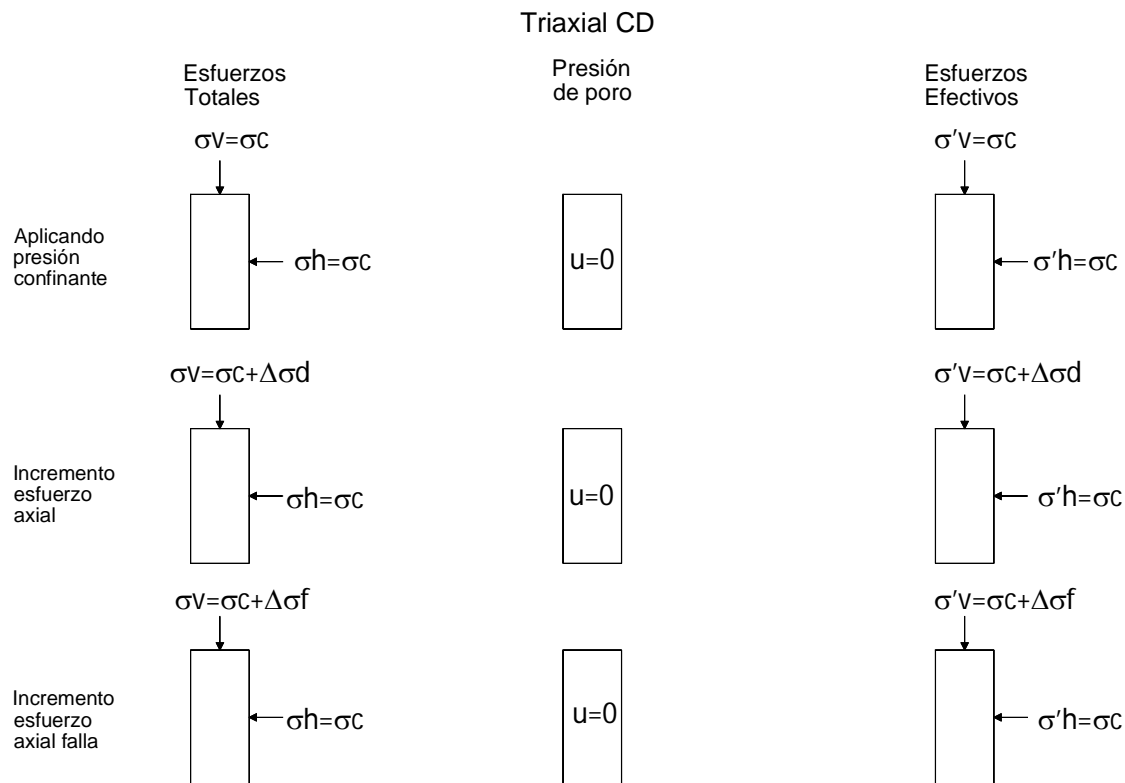 Triaxial CD
Esfuerzos
Totales
Presión
de poro
Esfuerzos
Efectivos
σv=σc
σ'v=σc
Aplicando
presión
confinante
σh=σc
u=0
σ'h=σc
σv=σc+Δσd
σ'v=σc+Δσd
Incremento
esfuerzo
axial
σh=σc
u=0
σ'h=σc
σv=σc+Δσf
σ'v=σc+Δσf
Incremento
esfuerzo
axial falla
σh=σc
u=0
σ'h=σc